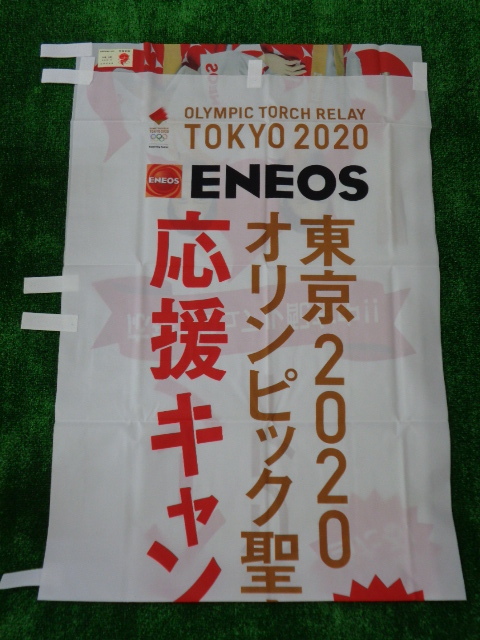 OLYMPIC TORCH RELAY
TOKYO 2020
ENEOS
ENEOS
東京2020
オリンピック聖
応援キャン